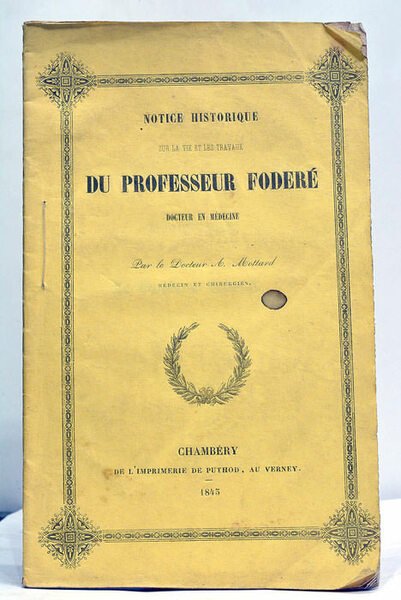 NOTICE HISTORIQUE
SUR LA VIE ET LES TRAVAUX
DU PROFESSEUR FODERÉ
DOCTEUR EN MÉDECINE
Par le Docteur A. Mottard
MÉDECIN ET CHIRURGIEN.
CHAMBÉRY
DE L'IMPRIMERIE DE PUTHOD, AU VERNEY.
1843